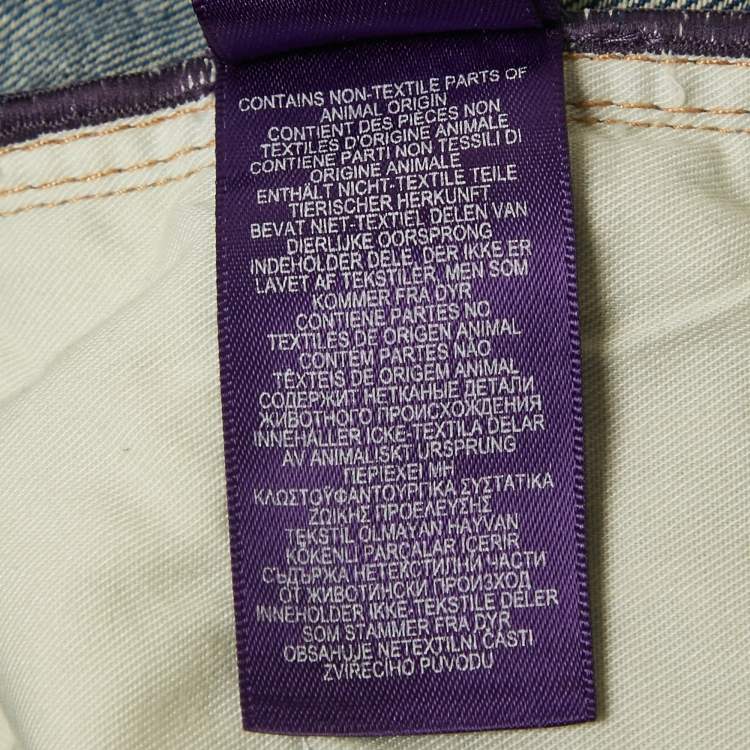 CONTAINS NON-TEXTILE PARTS OF
ANIMAL ORIGIN
CONTIENT DES PIÈCES NON
TEXTILES D'ORIGINE ANIMALE
CONTIENE PARTI NON TESSILI DI
ORIGINE ANIMALE
ENTHÄLT NICHT-TEXTILE TEILE
TIERISCHER HERKUNFT
BEVAT NIET-TEXTIEL DELEN VAN
DIERLIJKE OORSPRONG
INDEHOLDER DELE, DER IKKE ER
LAVET AF TEKSTILER, MEN SOM
KOMMER FRA DYR
CONTIENE PARTES NO
TEXTILES DE ORIGEN ANIMAL
CONTÉM PARTES NÃO
TÊXTEIS DE ORIGEM ANIMAL
СОДЕРЖИТ НЕТКАНЫЕ ДЕТАЛИ
ЖИВОТНОГО ПРОИСХОЖДЕНИЯ
INNEHÅLLER ICKE-TEXTILA DELAR
AV ANIMALISKT URSPRUNG
ΠΕΡΙΕΧΕΙ ΜΗ
ΚΛΩΣΤΟΫΦΑΝΤΟΥΡΓΙΚΑ ΣΥΣΤΑΤΙΚΑ
ΖΩΙΚΗΣ ΠΡΟΕΛΕΥΣΗΣ
TEKSTİL OLMAYAN HAYVAN
KÖKENLİ PARÇALAR İÇERİR
СЪДЪРЖА НЕТЕКСТИЛНИ ЧАСТИ
ОТ ЖИВОТИНСКИ ПРОИЗХОД
INNEHOLDER IKKE-TEKSTILE DELER
SOM STAMMER FRA DYR
OBSAHUJE NETEXTILNÍ ČÁSTI
ZVÍŘECÍHO PŮVODU